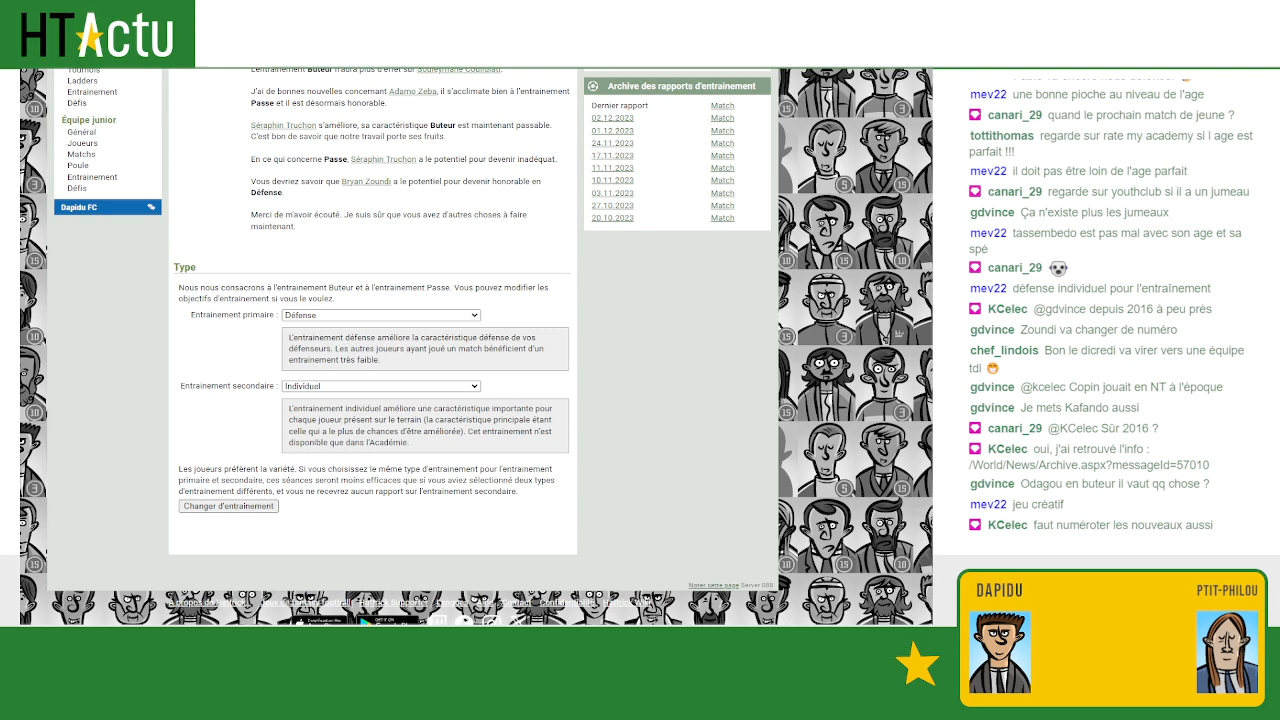 HTActu
Tournois
Ladders
Entrainement
Défis
Équipe junior
Général
Joueurs
Matchs
Poule
Entrainement
Défis
Dapidu FC
L'entrainement Buteur n'aura plus d'effet sur Souleymane Coulibaly.
J'ai de bonnes nouvelles concernant Adamo Zeba, il s'acclimate bien à l'entrainement
Passe et il est désormais honorable.
Séraphin Truchon s'améliore, sa caractéristique Buteur est maintenant passable.
C'est bon de savoir que notre travail porte ses fruits.
En ce qui concerne Passe, Séraphin Truchon a le potentiel pour devenir inadéquat.
Vous devriez savoir que Bryan Zoundi a le potentiel pour devenir honorable en
Défense.
Merci de m'avoir écouté. Je suis sûr que vous avez d'autres choses à faire
maintenant.
Type
Nous nous consacrons à l'entrainement Buteur et à l'entrainement Passe. Vous pouvez modifier les
objectifs d'entrainement si vous le voulez.
Entrainement primaire : Défense
L'entrainement défense améliore la caractéristique défense de vos
défenseurs. Les autres joueurs ayant joué un match bénéficient d'un
entrainement très faible.
Entrainement secondaire : Individuel
L'entrainement individuel améliore une caractéristique importante pour
chaque joueur présent sur le terrain (la caractéristique principale étant
celle qui a le plus de chances d'être améliorée). Cet entrainement n'est
disponible que dans l'Académie.
Les joueurs préfèrent la variété. Si vous choisissez le même type d'entrainement pour l'entrainement
primaire et secondaire, ces séances seront moins efficaces que si vous aviez sélectionné deux types
d'entrainement différents, et vous ne recevrez aucun rapport sur l'entrainement secondaire.
Changer d'entrainement
Archive des rapports d'entrainement
Dernier rapport Match
02.12.2023 Match
01.12.2023 Match
24.11.2023 Match
17.11.2023 Match
11.11.2023 Match
10.11.2023 Match
03.11.2023 Match
27.10.2023 Match
20.10.2023 Match
Noter cette page Server 088
A propos de Hattrick
Hattrick Supporter
Contact
Confidentialité
mev22 une bonne pioche au niveau de l'age
canari_29 quand le prochain match de jeune ?
tottithomas regarde sur rate my academy si l age est
parfait !!!
mev22 il doit pas être loin de l'age parfait
canari_29 regarde sur youthclub si il a un jumeau
gdvince Ça n'existe plus les jumeaux
mev22 tassembedo est pas mal avec son age et sa
spé
canari_29
mev22 défense individuel pour l'entraînement
KCelec @gdvince depuis 2016 à peu près
gdvince Zoundi va changer de numéro
chef_lindois Bon le dicredi va virer vers une équipe
tdl
gdvince @kcelec Copin jouait en NT à l'époque
gdvince Je mets Kafando aussi
canari_29 @KCelec Sûr 2016 ?
KCelec oui, j'ai retrouvé l'info :
/World/News/Archive.aspx?messageId=57010
gdvince Odagou en buteur il vaut qq chose ?
mev22 jeu créatif
KCelec faut numéroter les nouveaux aussi
DAPIDU
PTIT-PHILOU